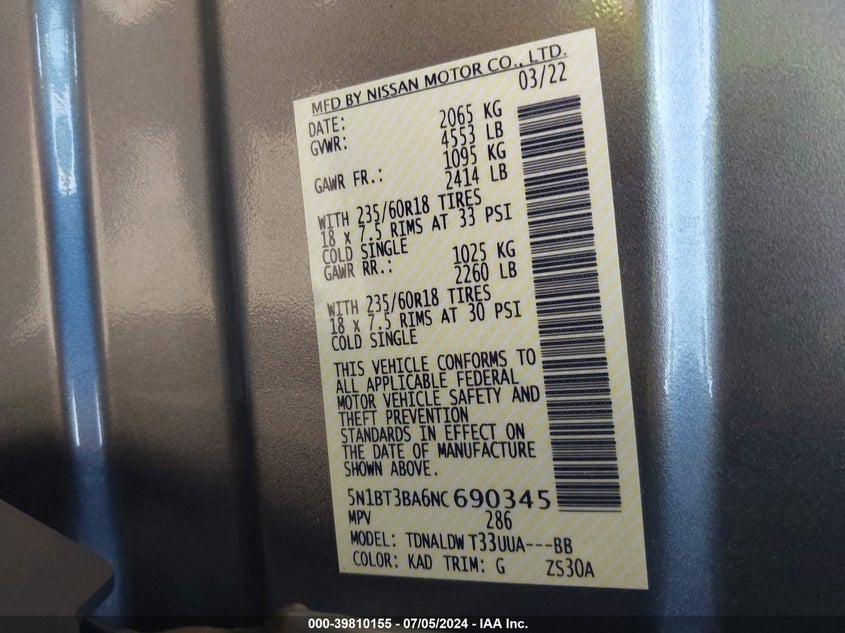 MFD BY NISSAN MOTOR CO., LTD.
DATE: 03/22
GVWR: 2065 KG
4553 LB
GAWR FR.: 1095 KG
2414 LB
WITH 235/60R18 TIRES
18 x 7.5 RIMS AT 33 PSI
COLD SINGLE
GAWR RR.: 1025 KG
2260 LB
WITH 235/60R18 TIRES
18 x 7.5 RIMS AT 30 PSI
COLD SINGLE
THIS VEHICLE CONFORMS TO
ALL APPLICABLE FEDERAL
MOTOR VEHICLE SAFETY AND
THEFT PREVENTION
STANDARDS IN EFFECT ON
THE DATE OF MANUFACTURE
SHOWN ABOVE.
5N1BT3BA6NC690345
MPV 286
MODEL: TDNALDW T33UUA---BB
COLOR: KAD TRIM: G ZS30A
000-39810155 - 07/05/2024 - IAA Inc.